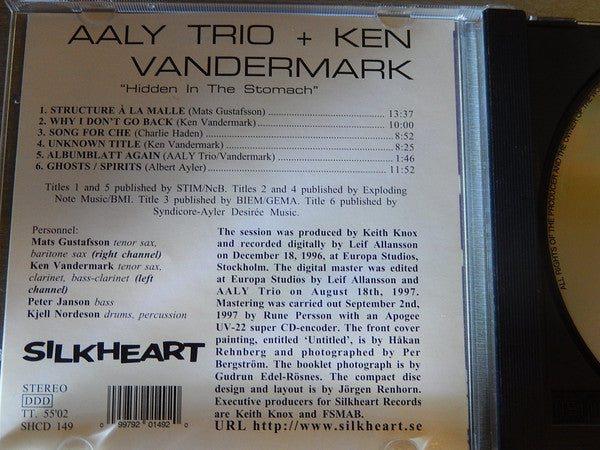 AALY TRIO + KEN
VANDERMARK
"Hidden In The Stomach"
1. STRUCTURE À LA MALLE (Mats Gustafsson) 13:37
2. WHY I DON'T GO BACK (Ken Vandermark) 10:00
3. SONG FOR CHE (Charlie Haden) 8:52
4. UNKNOWN TITLE (Ken Vandermark) 8:25
5. ALBUMBLATT AGAIN (AALY Trio/Vandermark) 1:46
6. GHOSTS / SPIRITS (Albert Ayler) 11:52
Titles 1 and 5 published by STIM/NcB. Titles 2 and 4 published by Exploding
Note Music/BMI. Title 3 published by BIEM/GEMA. Title 6 published by
Syndicore-Ayler Desirée Music.
Personnel:
Mats Gustafsson tenor sax,
baritone sax (right channel)
Ken Vandermark tenor sax,
clarinet, bass-clarinet (left
channel)
Peter Janson bass
Kjell Nordeson drums, percussion
SILKHEART
STEREO
DDD
TT. 55'02
SHCD 149
0 99792 01492 0
The session was produced by Keith Knox
and recorded digitally by Leif Allansson
on December 18, 1996, at Europa Studios,
Stockholm. The digital master was edited
at Europa Studios by Leif Allansson and
AALY Trio on August 18th, 1997.
Mastering was carried out September 2nd,
1997 by Rune Persson with an Apogee
UV-22 super CD-encoder. The front cover
painting, entitled 'Untitled', is by Håkan
Rehnberg and photographed by Per
Bergström. The booklet photograph is by
Gudrun Edel-Rösnes. The compact disc
design and layout is by Jörgen Renhorn.
Executive producers for Silkheart Records
are Keith Knox and FSMAB.
URL http://www.silkheart.se
ALL RIGHTS OF THE PRODUCER AND THE OWNER OF